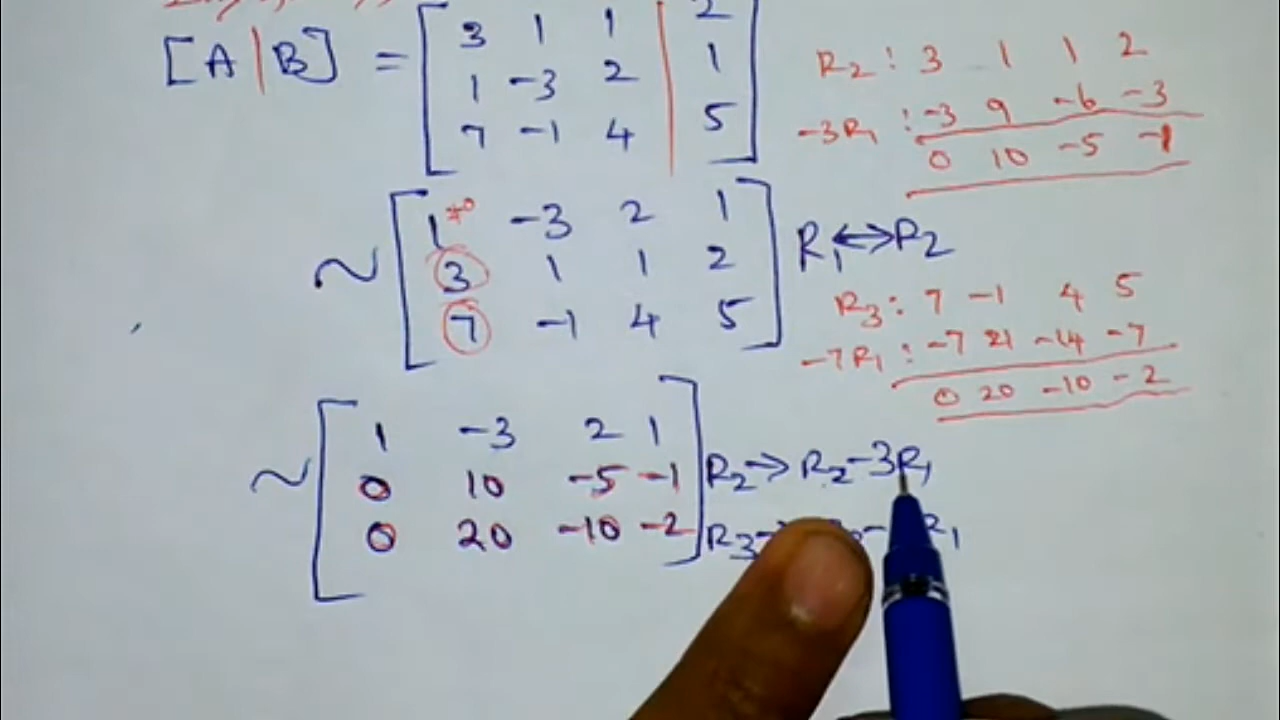 [A|B] = [ 3 1 1 | 2
1 -3 2 | 1
7 -1 4 | 5 ]
R2 : 3 1 1 2
-3R1 : -3 9 -6 -3
0 10 -5 -1
~ [ 1 ≠0 -3 2 1
3 1 1 2
7 -1 4 5 ] R1 ↔ R2
R3 : 7 -1 4 5
-7R1 : -7 21 -14 -7
0 20 -10 -2
~ [ 1 -3 2 1
0 10 -5 -1 R2 → R2 - 3R1
0 20 -10 -2 ] R3